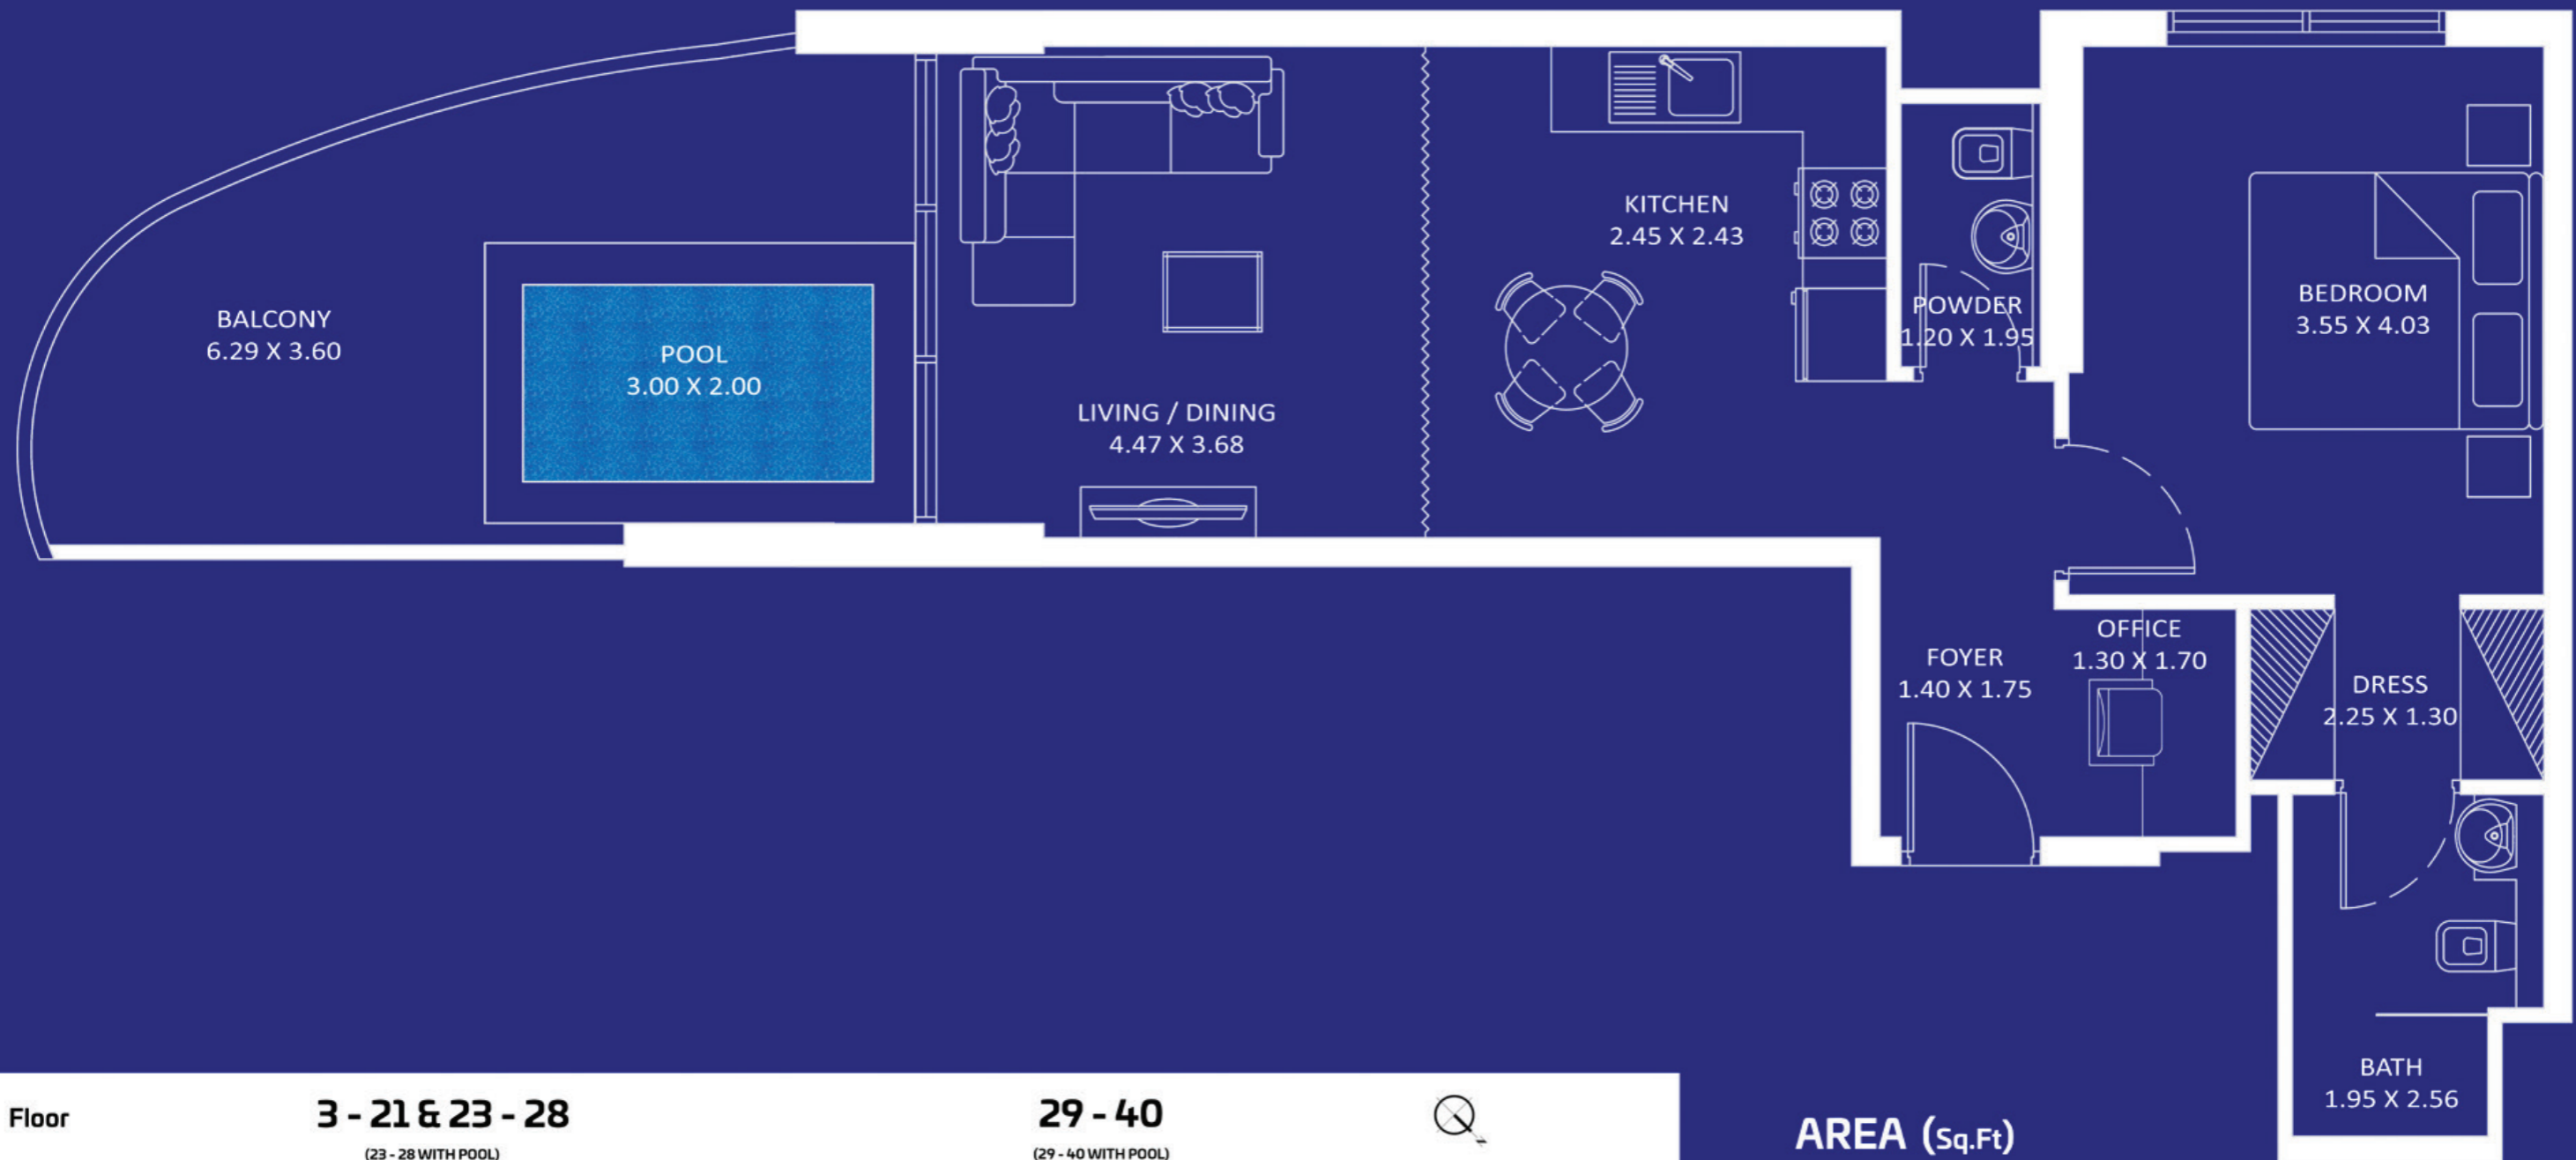 KITCHEN
2.45 X 2.43
POWDER
1.20 X 1.95
BEDROOM
3.55 X 4.03
BALCONY
6.29 X 3.60
POOL
3.00 X 2.00
LIVING / DINING
4.47 X 3.68
OFFICE
1.30 X 1.70
FOYER
1.40 X 1.75
DRESS
2.25 X 1.30
BATH
1.95 X 2.56
Floor
3 - 21 & 23 - 28
(23 - 28 WITH POOL)
29 - 40
(29 - 40 WITH POOL)
AREA (Sq.Ft)